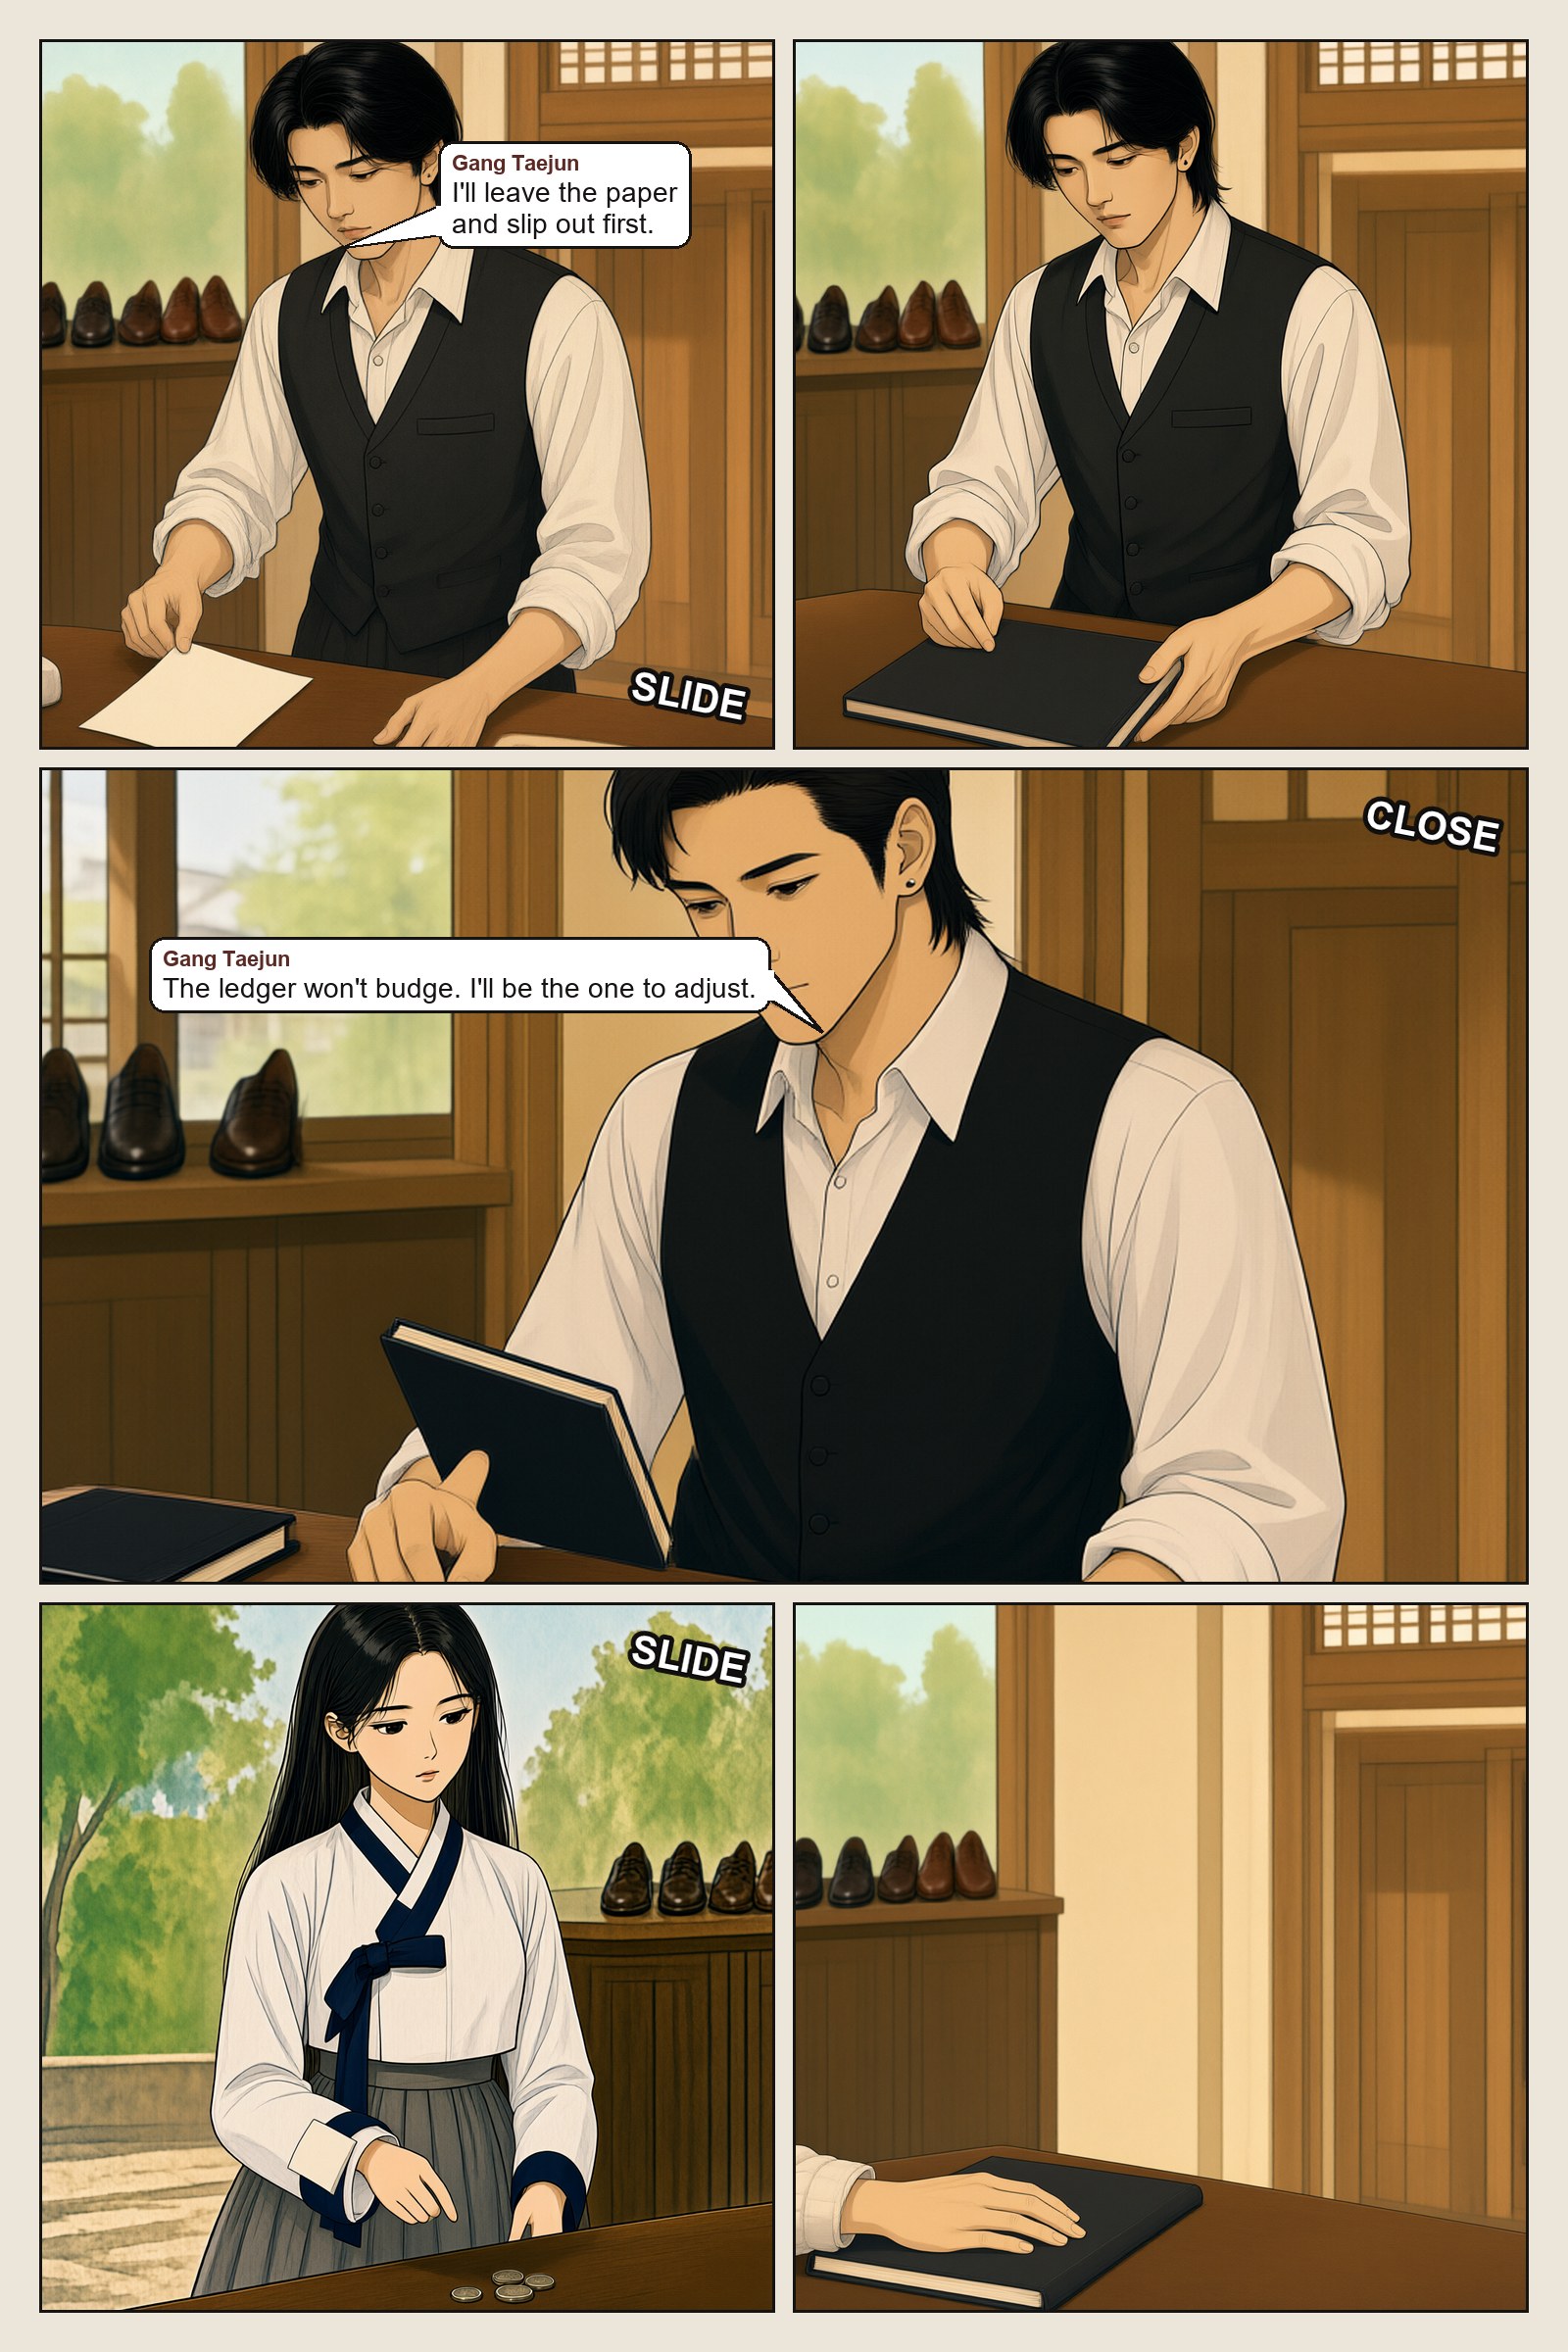 Gang Taejun
I'll leave the paper
and slip out first.
SLIDE
CLOSE
Gang Taejun
The ledger won't budge. I'll be the one to adjust.
SLIDE